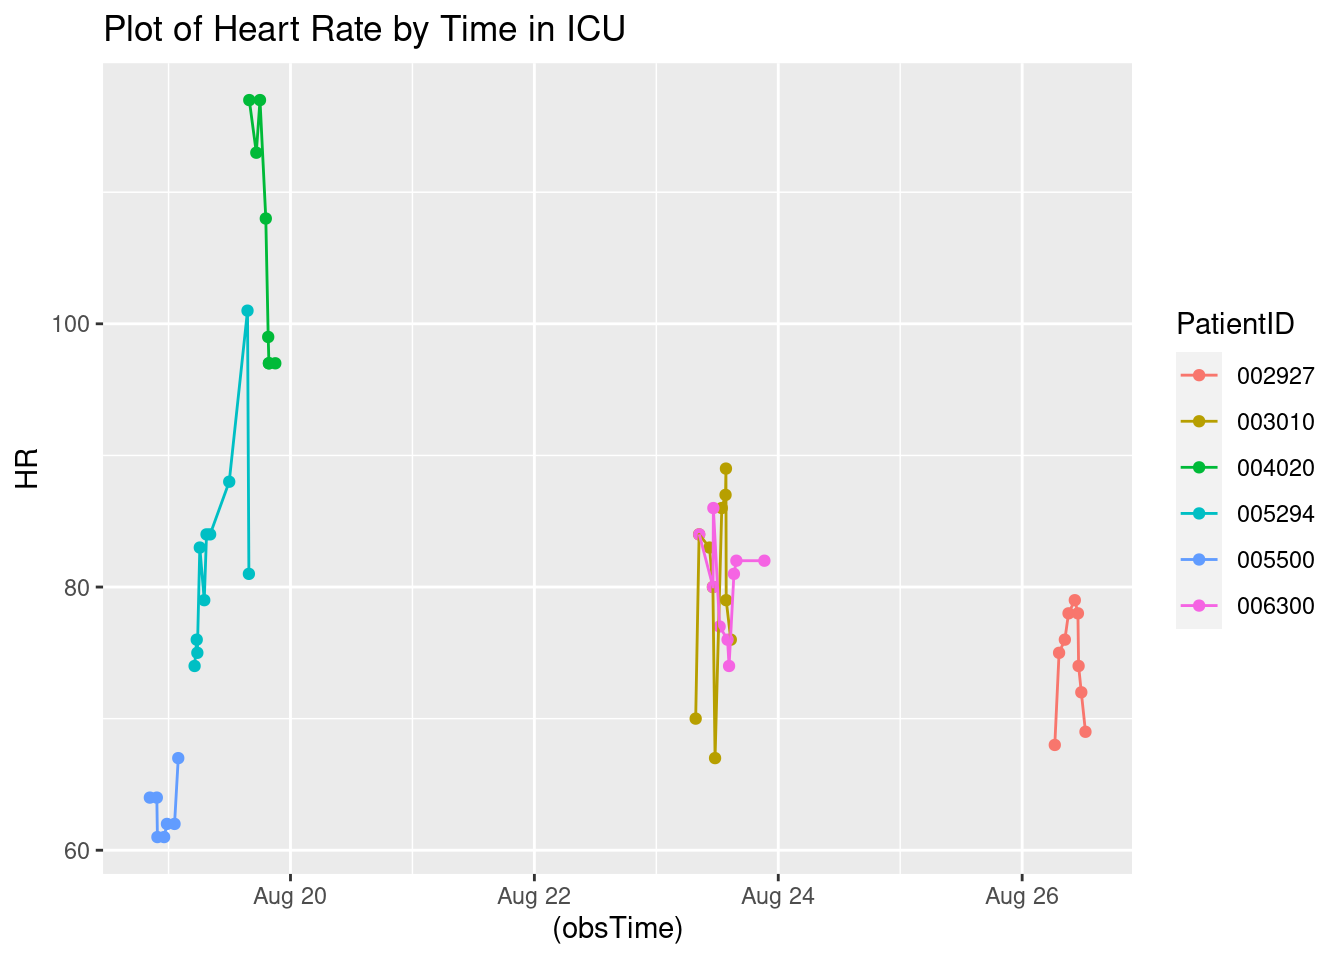 Plot of Heart Rate by Time in ICU
HR
100
80
60
Aug 20
Aug 22
Aug 24
Aug 26
(obsTime)
PatientID
002927
003010
004020
005294
005500
006300